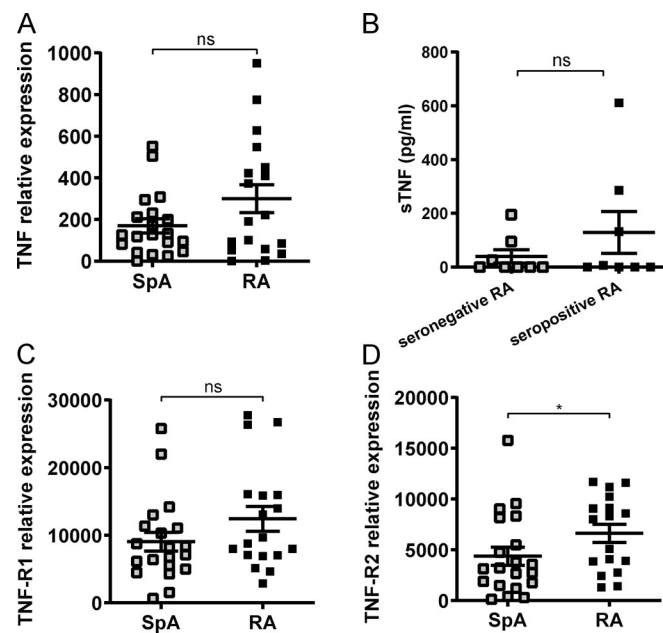 A
TNF relative expression
1000
800
600
400
200
0
ns
SpA
RA
B
sTNF (pg/ml)
800
600
400
200
0
ns
seronegative RA
seropositive RA
C
TNF-R1 relative expression
30000
20000
10000
0
ns
SpA
RA
D
TNF-R2 relative expression
20000
15000
10000
5000
0
*
SpA
RA